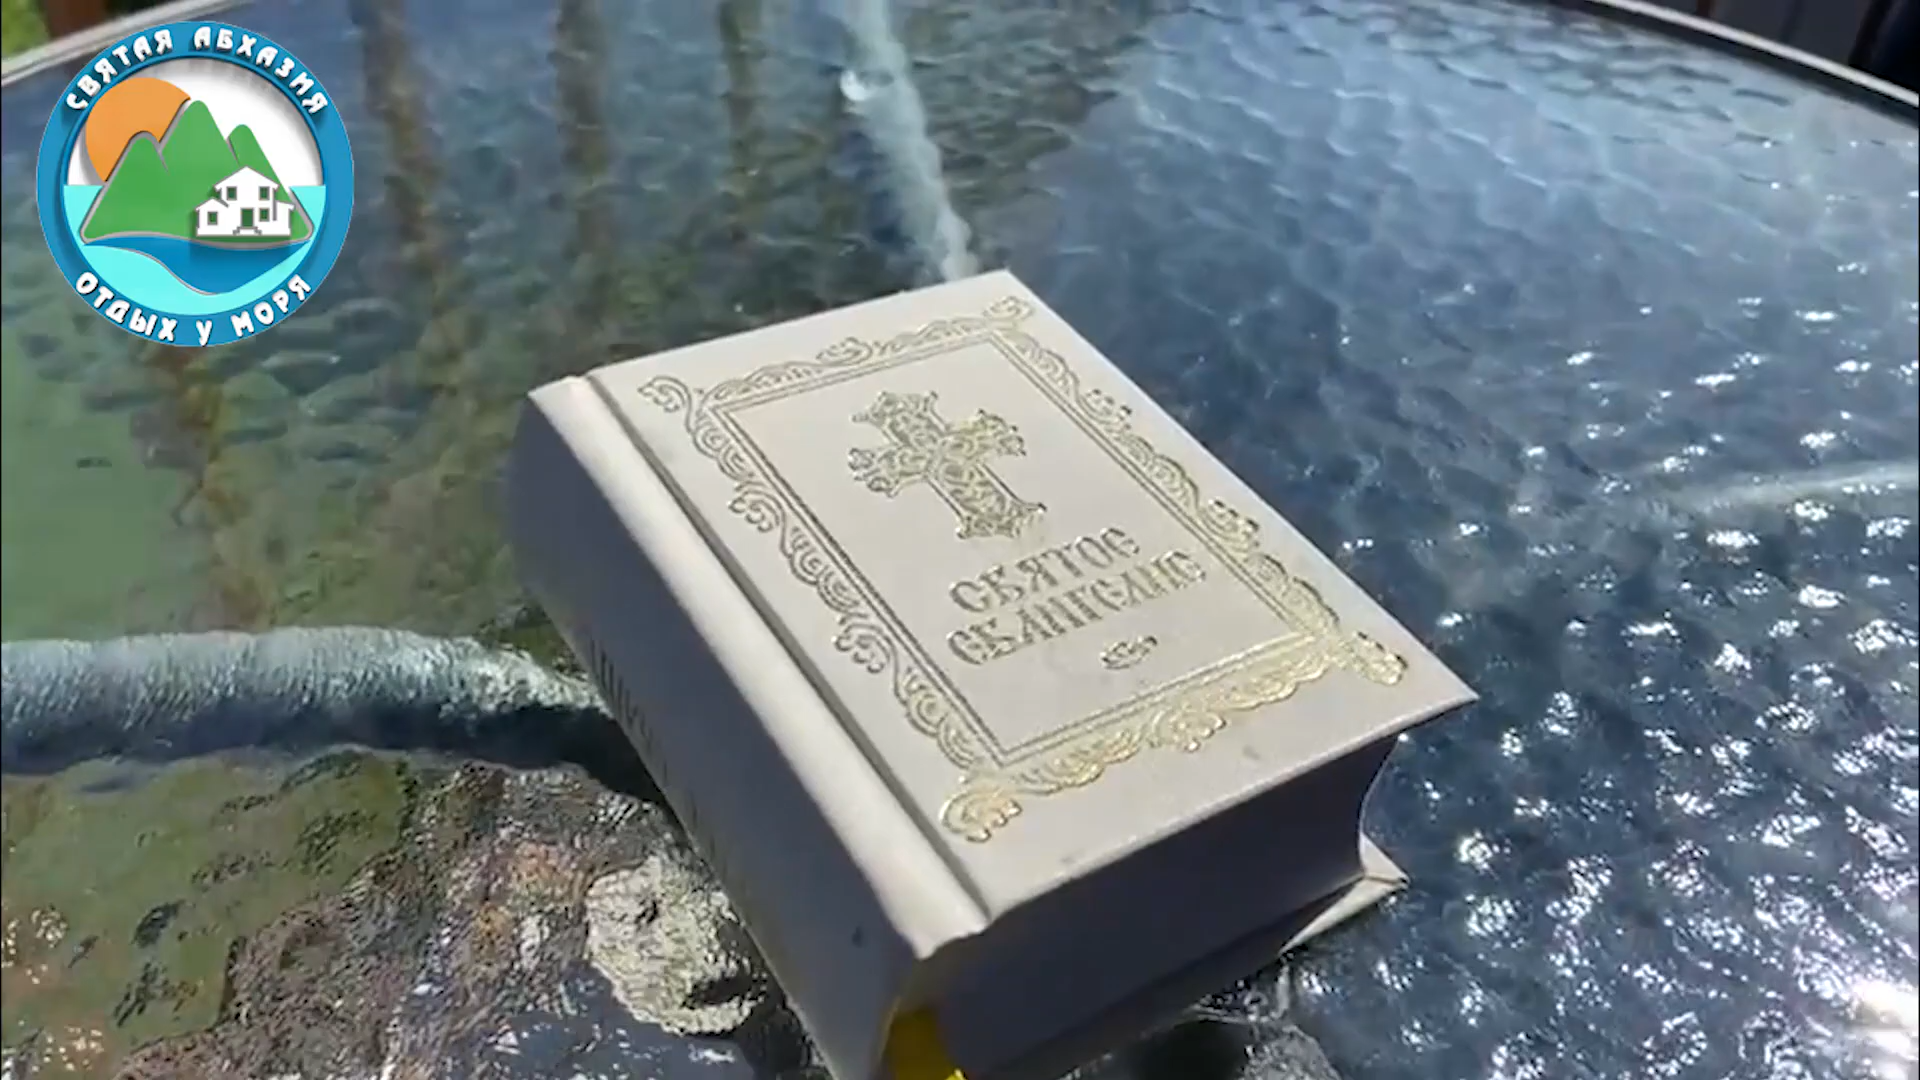 СВЯТАЯ АБХАЗИЯ
ОТДЫХ У МОРЯ
СВЯТОЕ
ЕВАНГЕЛИЕ